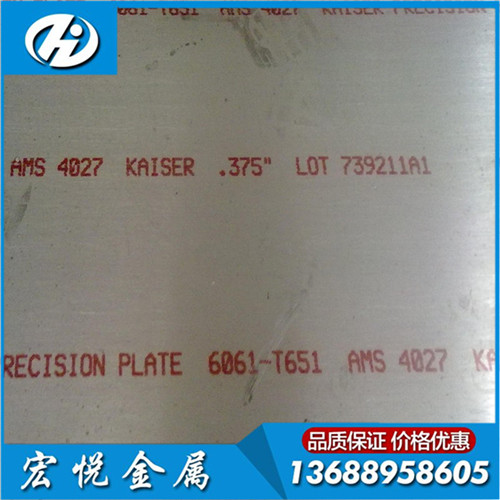 6061-T651 AMS 4027 KAISER PRECISION
AMS 4027 KAISER .375" LOT 739211A1
RECISION PLATE 6061-T651 AMS 4027 KA
品质保证 价格优惠
宏悦金属
13688958605